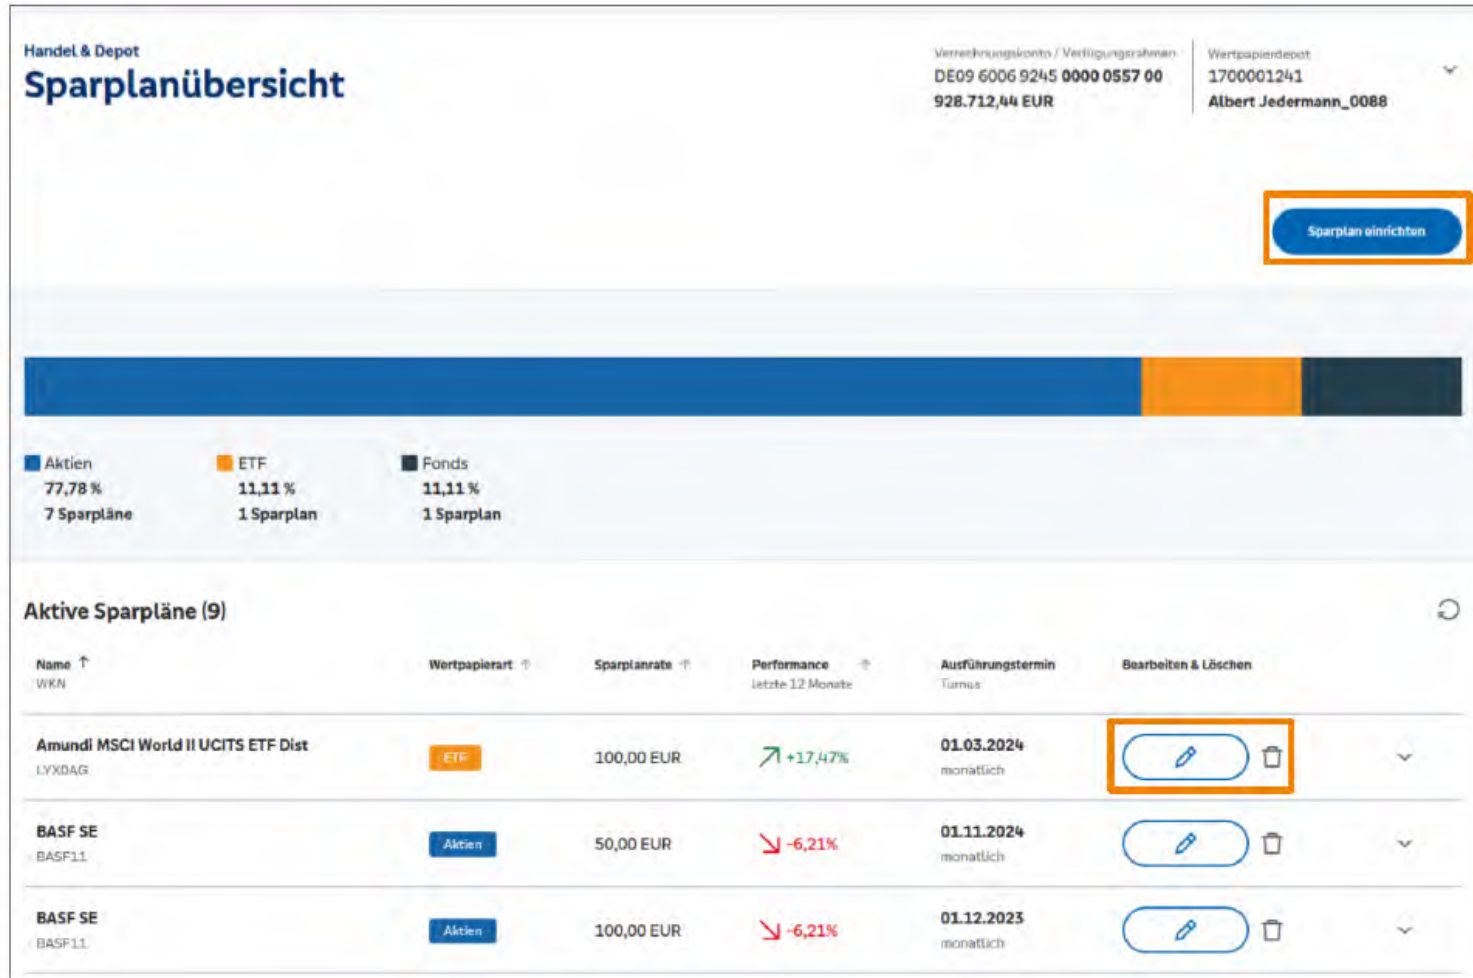 Handel & Depot
Sparplanübersicht
Verrechnungskonto / Verfügungsrahmen
DE09 6006 9245 0000 0557 00
928.712,44 EUR
Wertpapierdepot
1700001241
Albert Jedermann_0088
Sparplan einrichten
Aktien
77,78 %
7 Sparpläne
ETF
11,11 %
1 Sparplan
Fonds
11,11 %
1 Sparplan
Aktive Sparpläne (9)
Name ↑ Wertpapierart ↑ Sparplanrate ↑ Performance ↑ Ausführungstermin Bearbeiten & Löschen
WKN letzte 12 Monate Turnus
Amundi MSCI World II UCITS ETF Dist ETF 100,00 EUR +17,47% 01.03.2024
LYX0AG monatlich
BASF SE Aktien 50,00 EUR -6,21% 01.11.2024
BASF11 monatlich
BASF SE Aktien 100,00 EUR -6,21% 01.12.2023
BASF11 monatlich